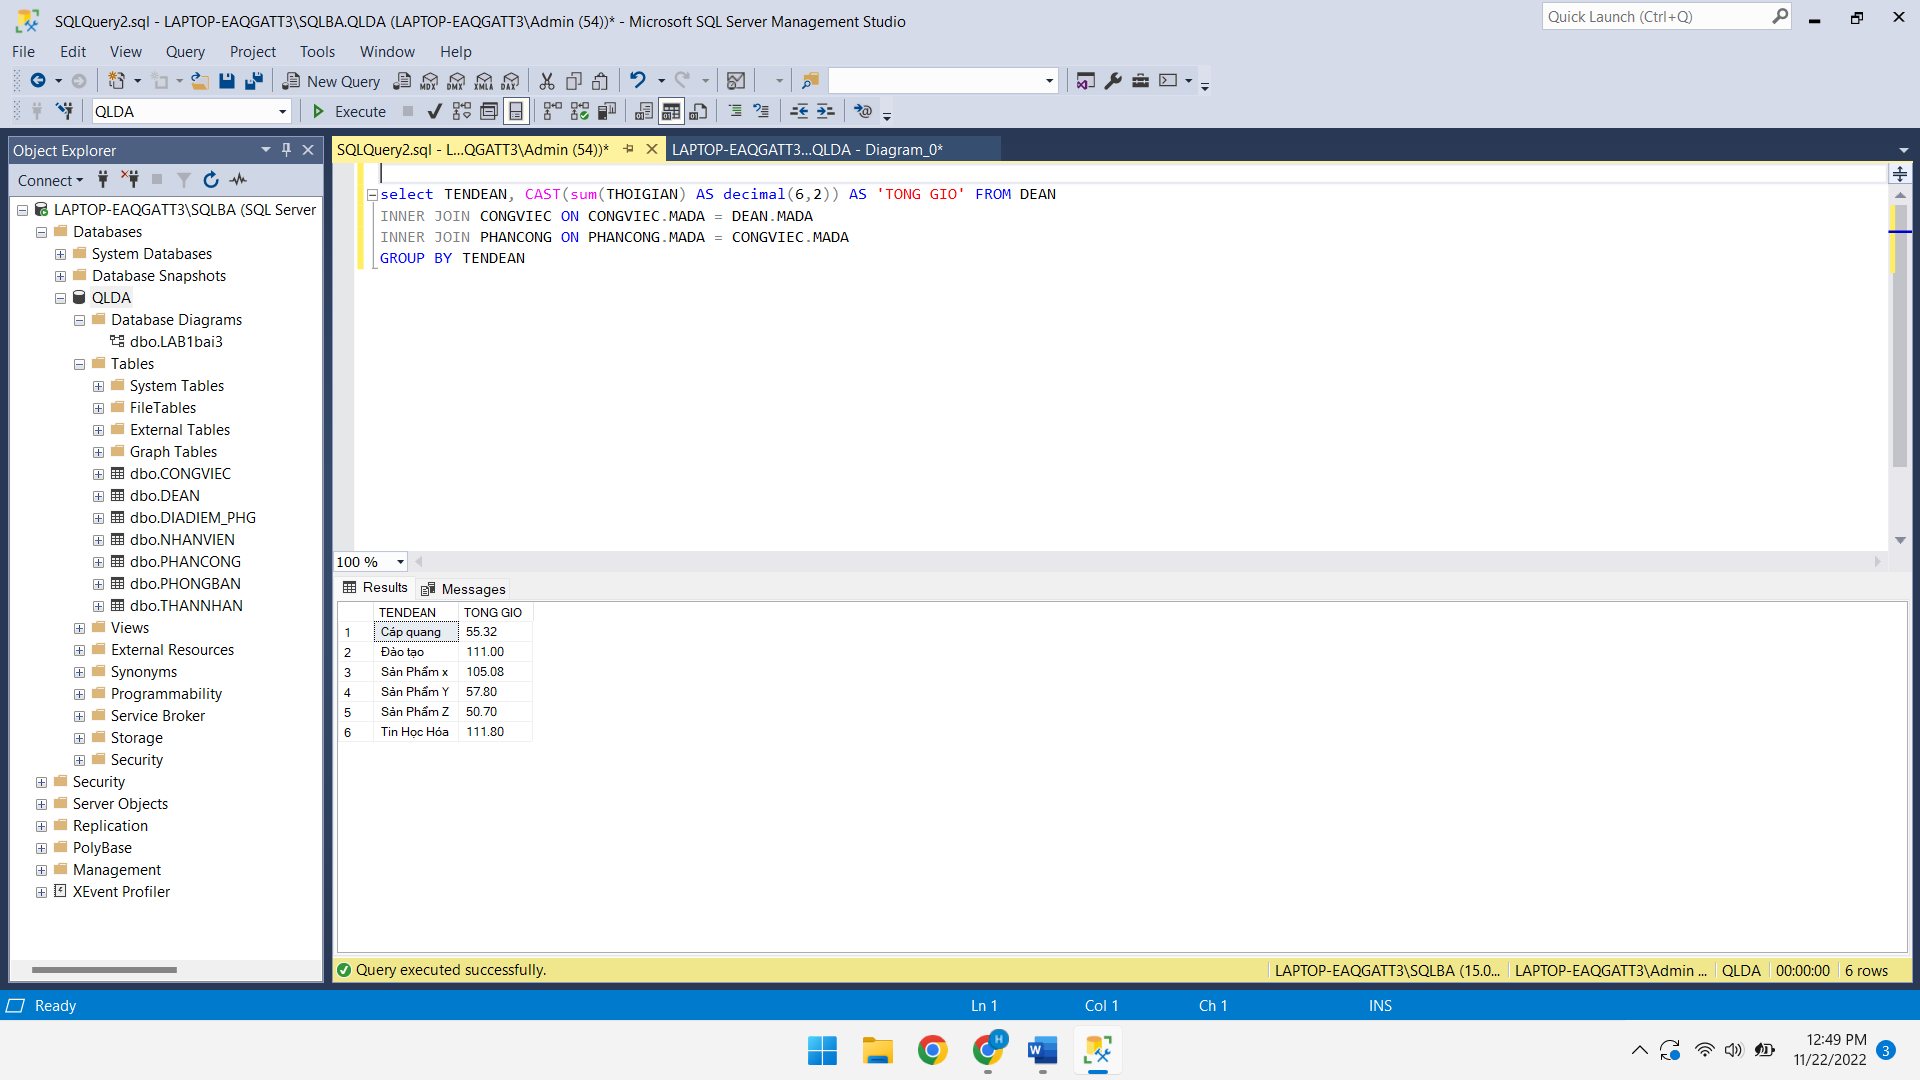 SQLQuery2.sql - LAPTOP-EAQGATT3\SQLBA.QLDA (LAPTOP-EAQGATT3\Admin (54))* - Microsoft SQL Server Management Studio
Quick Launch (Ctrl+Q)
File Edit View Query Project Tools Window Help
New Query MDX DMX XMLA DAX
QLDA Execute
Object Explorer
Connect
LAPTOP-EAQGATT3\SQLBA (SQL Server
Databases
System Databases
Database Snapshots
QLDA
Database Diagrams
dbo.LAB1bai3
Tables
System Tables
FileTables
External Tables
Graph Tables
dbo.CONGVIEC
dbo.DEAN
dbo.DIADIEM_PHG
dbo.NHANVIEN
dbo.PHANCONG
dbo.PHONGBAN
dbo.THANNHAN
Views
External Resources
Synonyms
Programmability
Service Broker
Storage
Security
Security
Server Objects
Replication
PolyBase
Management
XEvent Profiler
SQLQuery2.sql - L...QGATT3\Admin (54))* LAPTOP-EAQGATT3...QLDA - Diagram_0*
select TENDEAN, CAST(sum(THOIGIAN) AS decimal(6,2)) AS 'TONG GIO' FROM DEAN
INNER JOIN CONGVIEC ON CONGVIEC.MADA = DEAN.MADA
INNER JOIN PHANCONG ON PHANCONG.MADA = CONGVIEC.MADA
GROUP BY TENDEAN
100 %
Results Messages
TENDEAN TONG GIO
1 Cáp quang 55.32
2 Đào tạo 111.00
3 Sản Phẩm x 105.08
4 Sản Phẩm Y 57.80
5 Sản Phẩm Z 50.70
6 Tin Học Hóa 111.80
Query executed successfully. LAPTOP-EAQGATT3\SQLBA (15.0... LAPTOP-EAQGATT3\Admin ... QLDA 00:00:00 6 rows
Ready Ln 1 Col 1 Ch 1 INS
H
W
12:49 PM
11/22/2022
3